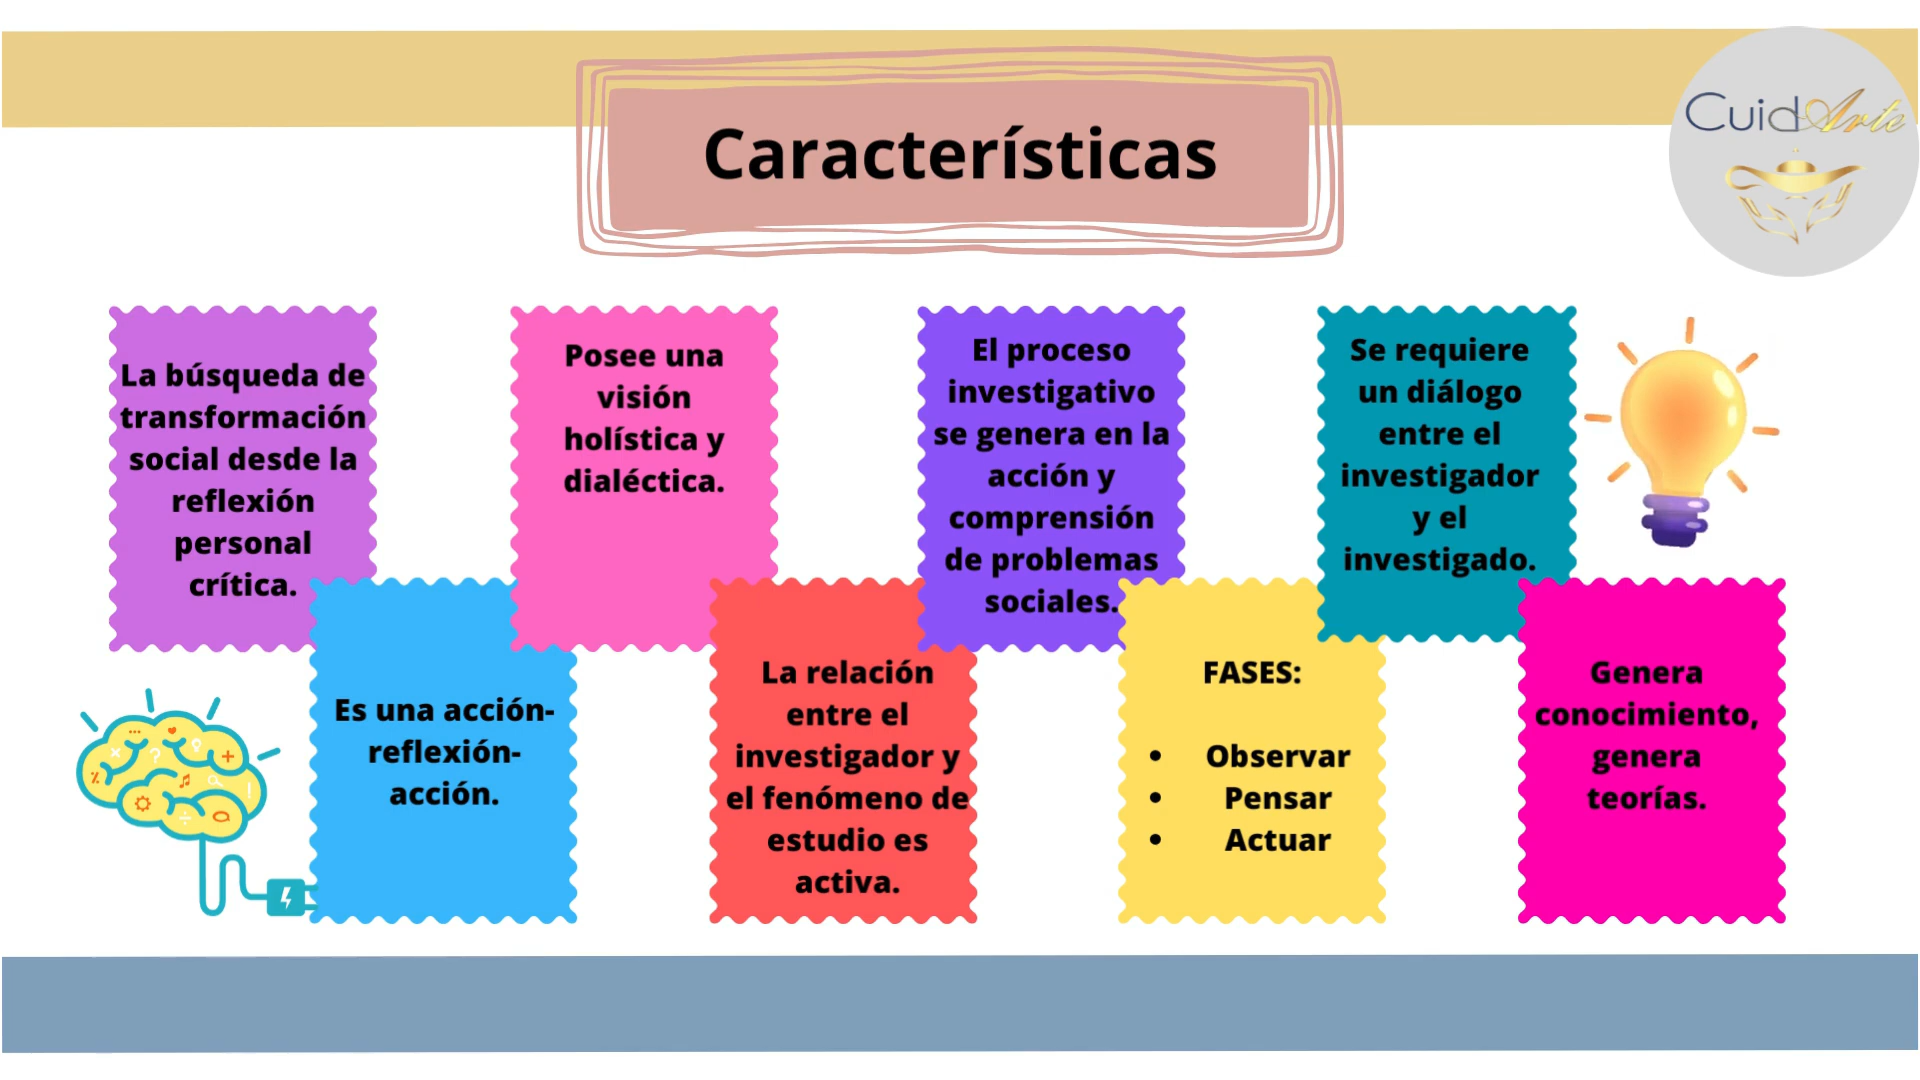 Características
CuidArte
La búsqueda de
transformación
social desde la
reflexión
personal
crítica.
Es una acción-
reflexión-
acción.
Posee una
visión
holística y
dialéctica.
La relación
entre el
investigador y
el fenómeno de
estudio es
activa.
El proceso
investigativo
se genera en la
acción y
comprensión
de problemas
sociales.
FASES:
• Observar
• Pensar
• Actuar
Se requiere
un diálogo
entre el
investigador
y el
investigado.
Genera
conocimiento,
genera
teorías.